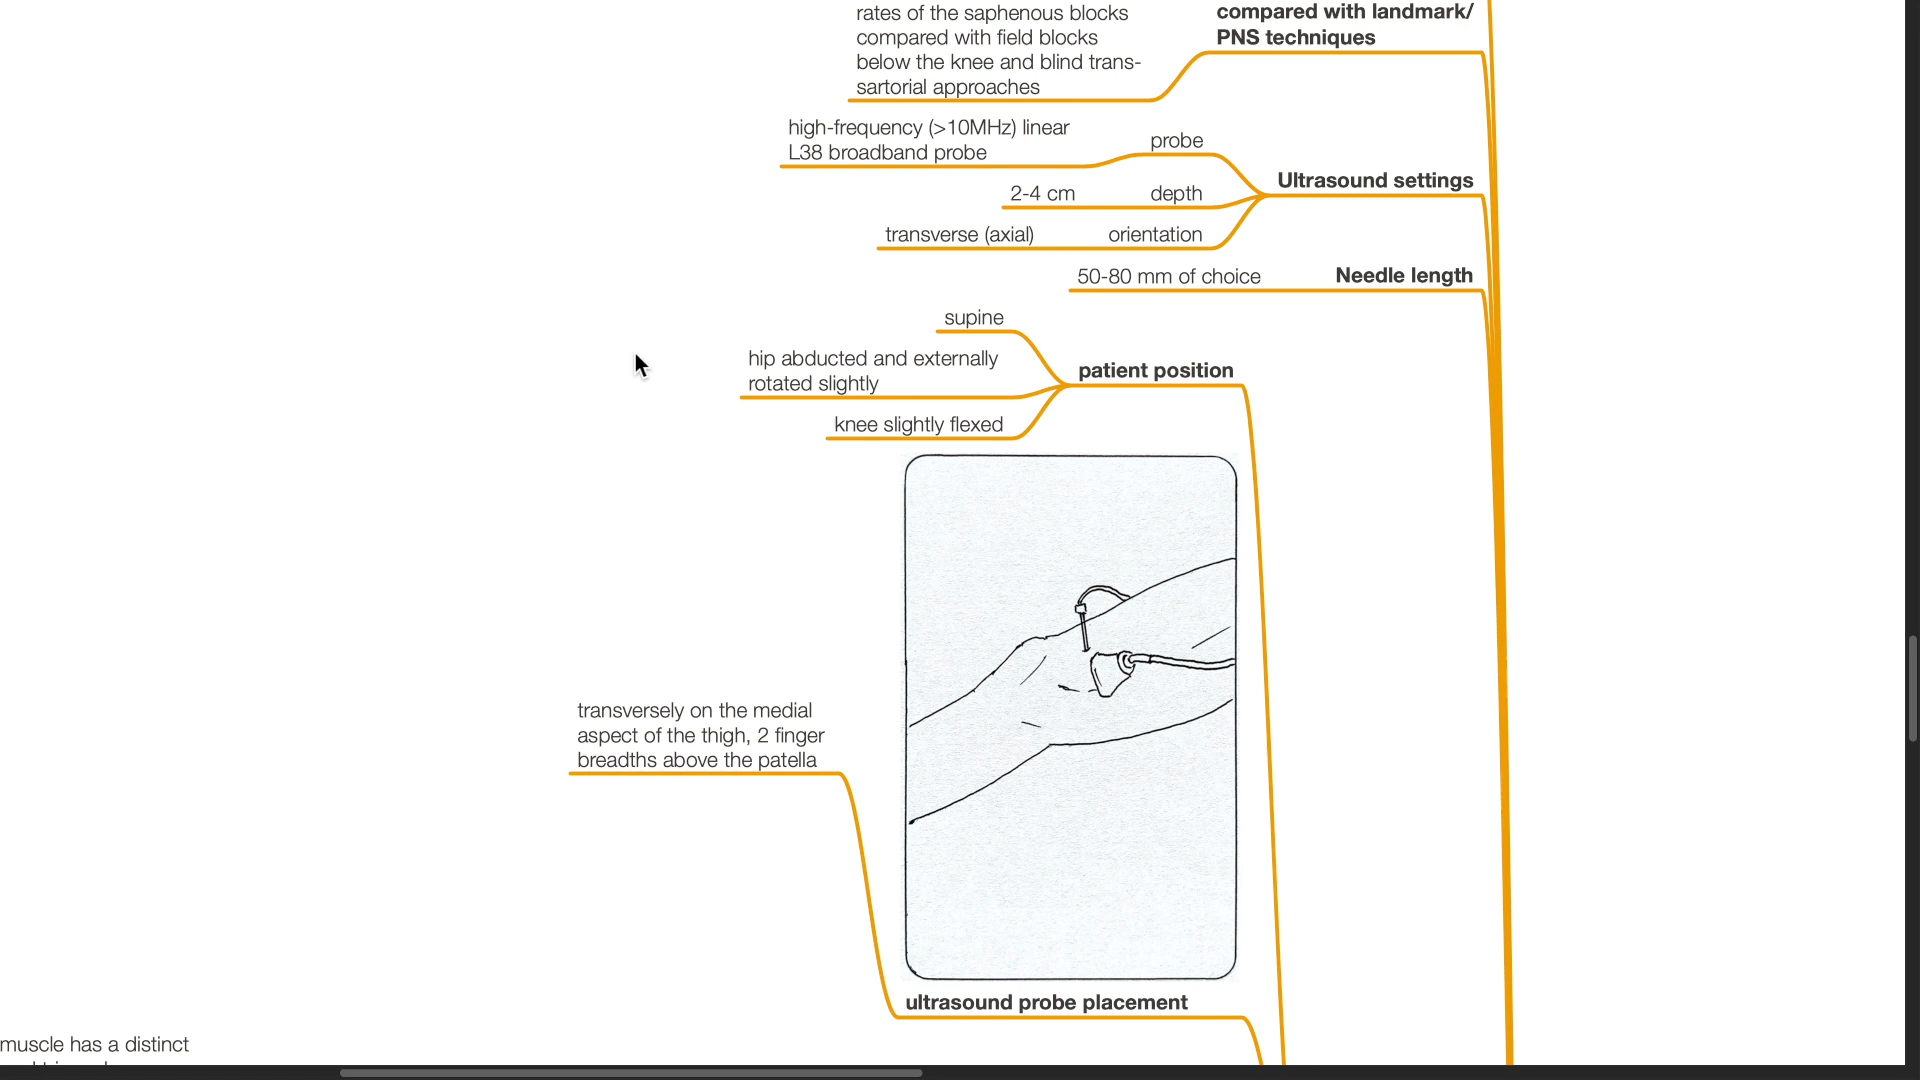 rates of the saphenous blocks
compared with field blocks
below the knee and blind trans-
sartorial approaches
compared with landmark/
PNS techniques
high-frequency (>10MHz) linear
L38 broadband probe
probe
2-4 cm
depth
transverse (axial)
orientation
Ultrasound settings
50-80 mm of choice
Needle length
supine
hip abducted and externally
rotated slightly
knee slightly flexed
patient position
transversely on the medial
aspect of the thigh, 2 finger
breadths above the patella
ultrasound probe placement
muscle has a distinct